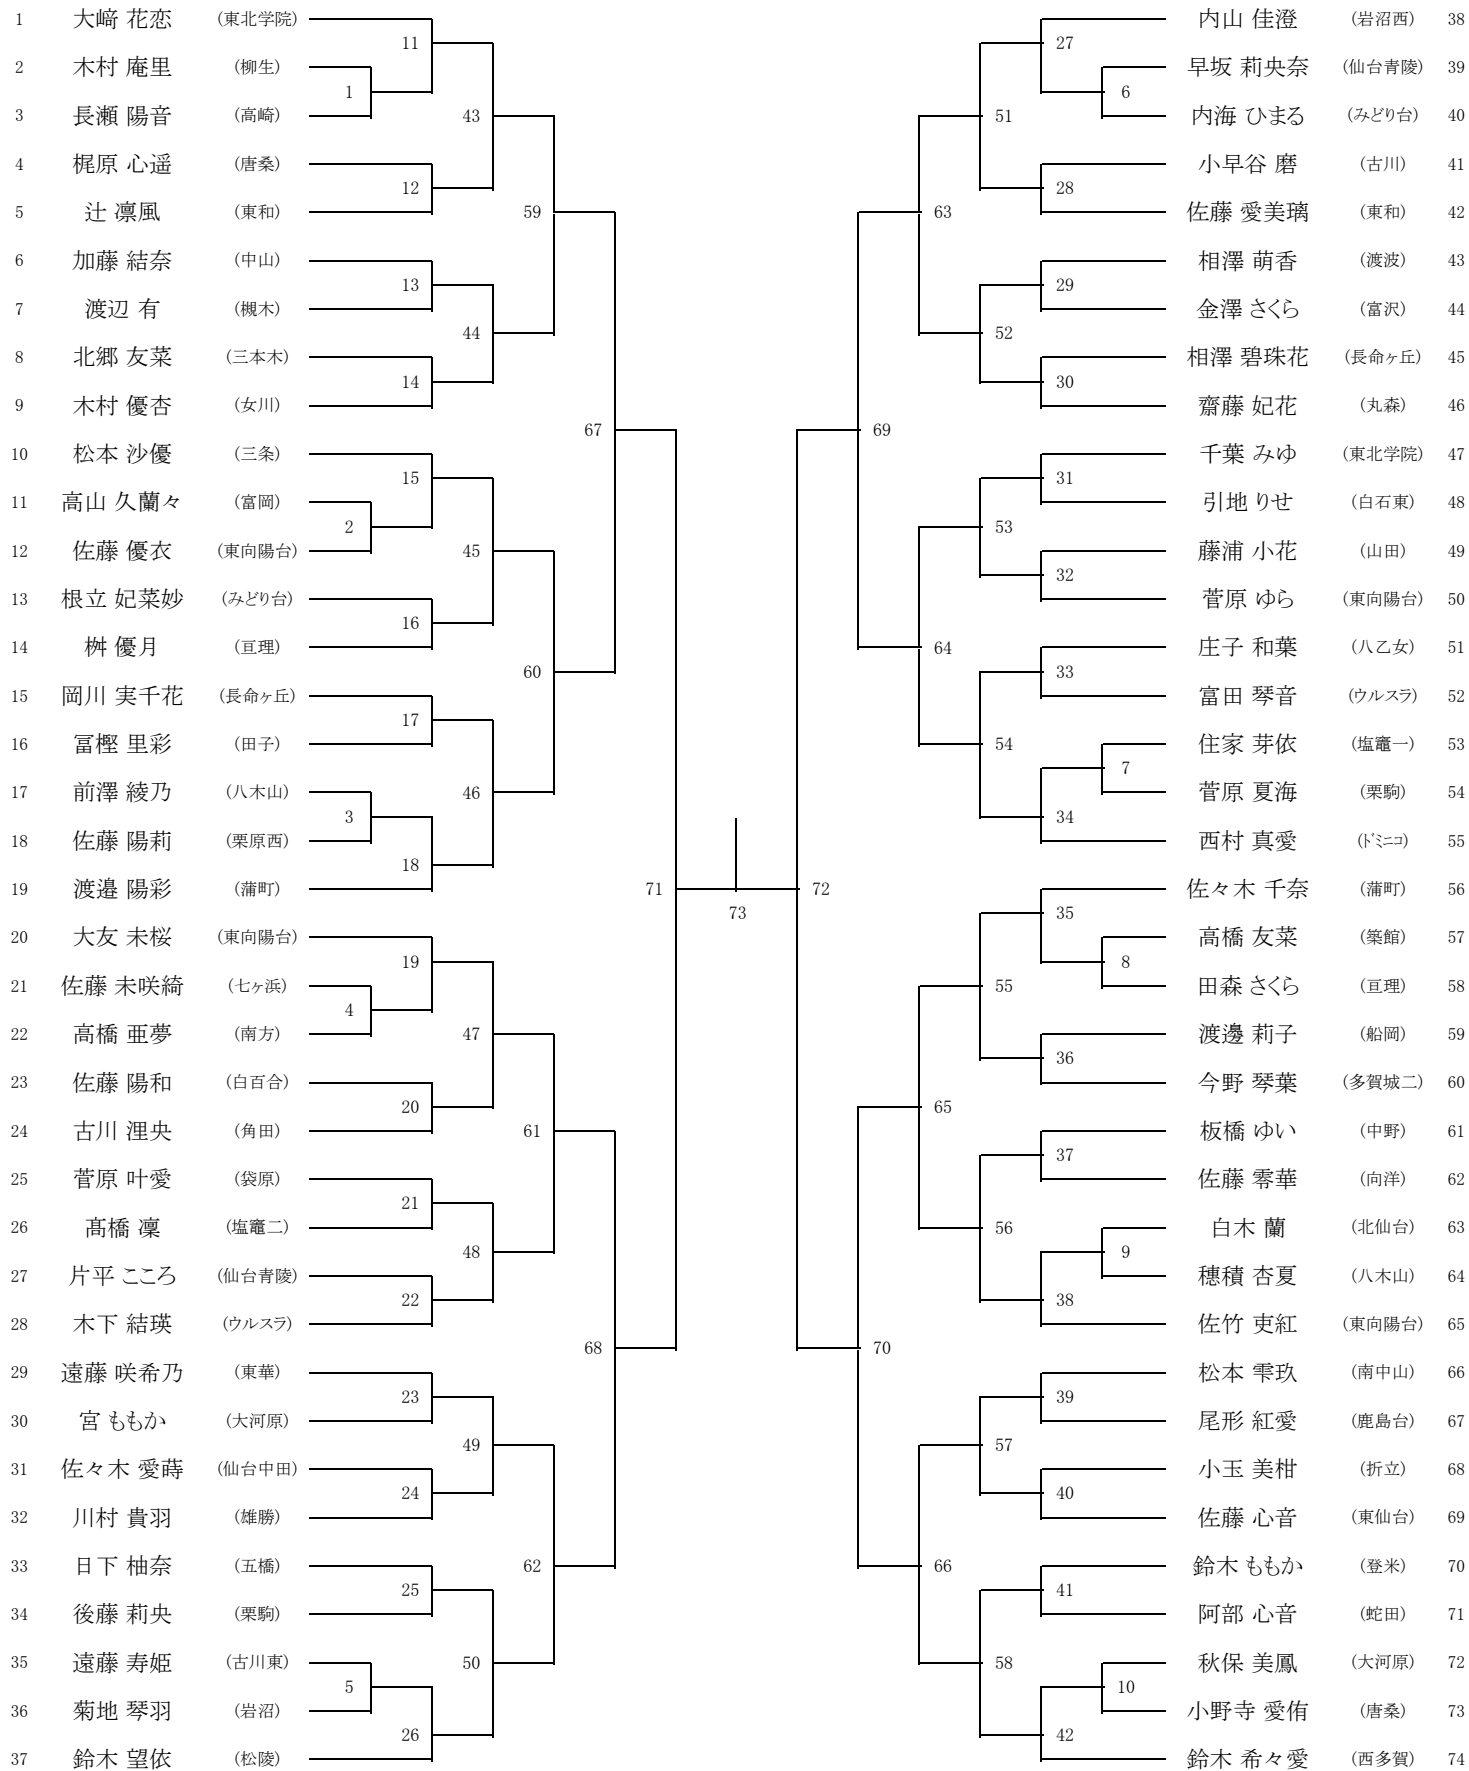 1 大﨑 花恋 (東北学院)
2 木村 庵里 (柳生)
3 長瀬 陽音 (高崎)
4 梶原 心遥 (唐桑)
5 辻 凛風 (東和)
6 加藤 結奈 (中山)
7 渡辺 有 (槻木)
8 北郷 友菜 (三本木)
9 木村 優杏 (女川)
10 松本 沙優 (三条)
11 高山 久蘭々 (富岡)
12 佐藤 優衣 (東向陽台)
13 根立 妃菜妙 (みどり台)
14 桝 優月 (亘理)
15 岡川 実千花 (長命ヶ丘)
16 冨樫 里彩 (田子)
17 前澤 綾乃 (八木山)
18 佐藤 陽莉 (栗原西)
19 渡邉 陽彩 (蒲町)
20 大友 未桜 (東向陽台)
21 佐藤 未咲綺 (七ヶ浜)
22 高橋 亜夢 (南方)
23 佐藤 陽和 (白百合)
24 古川 浬央 (角田)
25 菅原 叶愛 (袋原)
26 髙橋 凜 (塩竈二)
27 片平 こころ (仙台青陵)
28 木下 結瑛 (ウルスラ)
29 遠藤 咲希乃 (東華)
30 宮 ももか (大河原)
31 佐々木 愛蒔 (仙台中田)
32 川村 貴羽 (雄勝)
33 日下 柚奈 (五橋)
34 後藤 莉央 (栗駒)
35 遠藤 寿姫 (古川東)
36 菊地 琴羽 (岩沼)
37 鈴木 望依 (松陵)
1
2
3
4
5
11
12
13
14
15
16
17
18
19
20
21
22
23
24
25
26
43
44
45
46
47
48
49
50
59
60
61
62
67
68
71
73
72
69
70
63
64
65
66
51
52
53
54
55
56
57
58
27
28
29
30
31
32
33
34
35
36
37
38
39
40
41
42
6
7
8
9
10
内山 佳澄 (岩沼西) 38
早坂 莉央奈 (仙台青陵) 39
内海 ひまる (みどり台) 40
小早谷 磨 (古川) 41
佐藤 愛美璃 (東和) 42
相澤 萌香 (渡波) 43
金澤 さくら (富沢) 44
相澤 碧珠花 (長命ヶ丘) 45
齋藤 妃花 (丸森) 46
千葉 みゆ (東北学院) 47
引地 りせ (白石東) 48
藤浦 小花 (山田) 49
菅原 ゆら (東向陽台) 50
庄子 和葉 (八乙女) 51
富田 琴音 (ウルスラ) 52
住家 芽依 (塩竈一) 53
菅原 夏海 (栗駒) 54
西村 真愛 (ﾄﾞﾐﾆｺ) 55
佐々木 千奈 (蒲町) 56
高橋 友菜 (築館) 57
田森 さくら (亘理) 58
渡邊 莉子 (船岡) 59
今野 琴葉 (多賀城二) 60
板橋 ゆい (中野) 61
佐藤 零華 (向洋) 62
白木 蘭 (北仙台) 63
穂積 杏夏 (八木山) 64
佐竹 吏紅 (東向陽台) 65
松本 雫玖 (南中山) 66
尾形 紅愛 (鹿島台) 67
小玉 美柑 (折立) 68
佐藤 心音 (東仙台) 69
鈴木 ももか (登米) 70
阿部 心音 (蛇田) 71
秋保 美鳳 (大河原) 72
小野寺 愛侑 (唐桑) 73
鈴木 希々愛 (西多賀) 74